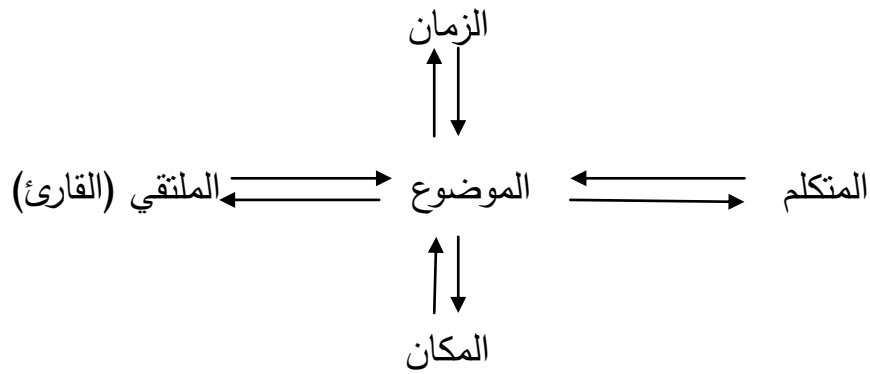 الزمان
المتكلم الموضوع الملتقي (القارئ)
المكان